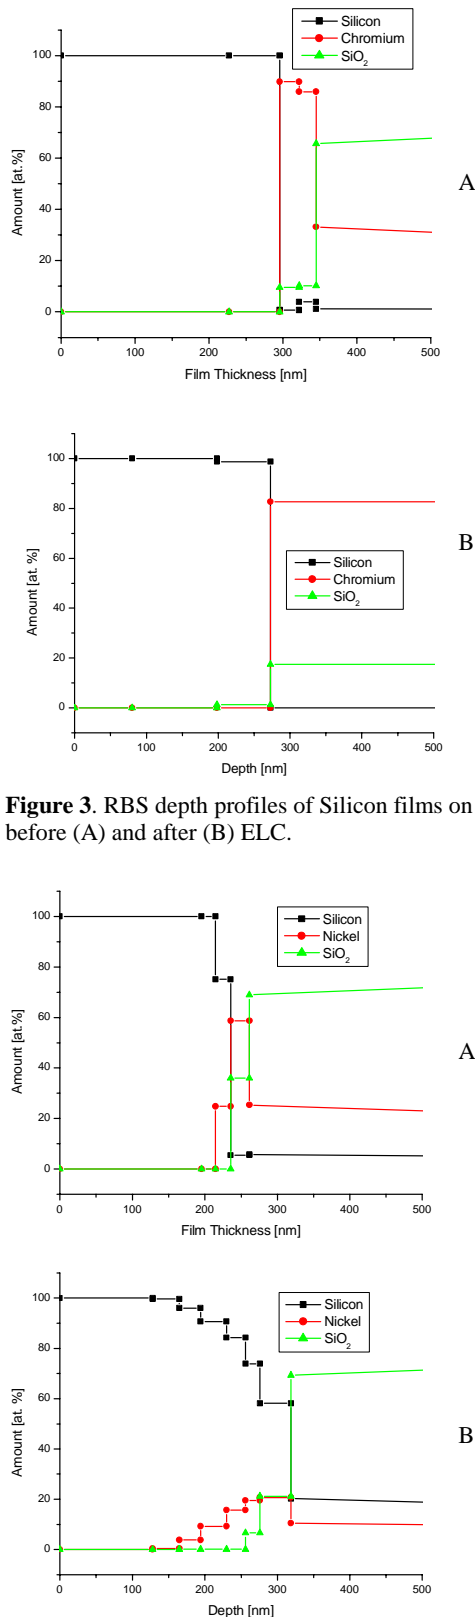 Silicon
Chromium
SiO2
100
80
60
40
20
0
Amount [at.%]
0 100 200 300 400 500
Film Thickness [nm]
A
100
80
60
40
20
0
Amount [at. %]
Silicon
Chromium
SiO2
0 100 200 300 400 500
Depth [nm]
B
Figure 3. RBS depth profiles of Silicon films on
before (A) and after (B) ELC.
Silicon
Nickel
SiO2
100
80
60
40
20
0
Amount [at.%]
0 100 200 300 400 500
Film Thickness [nm]
A
Silicon
Nickel
SiO2
100
80
60
40
20
0
Amount [at. %]
0 100 200 300 400 500
Depth [nm]
B